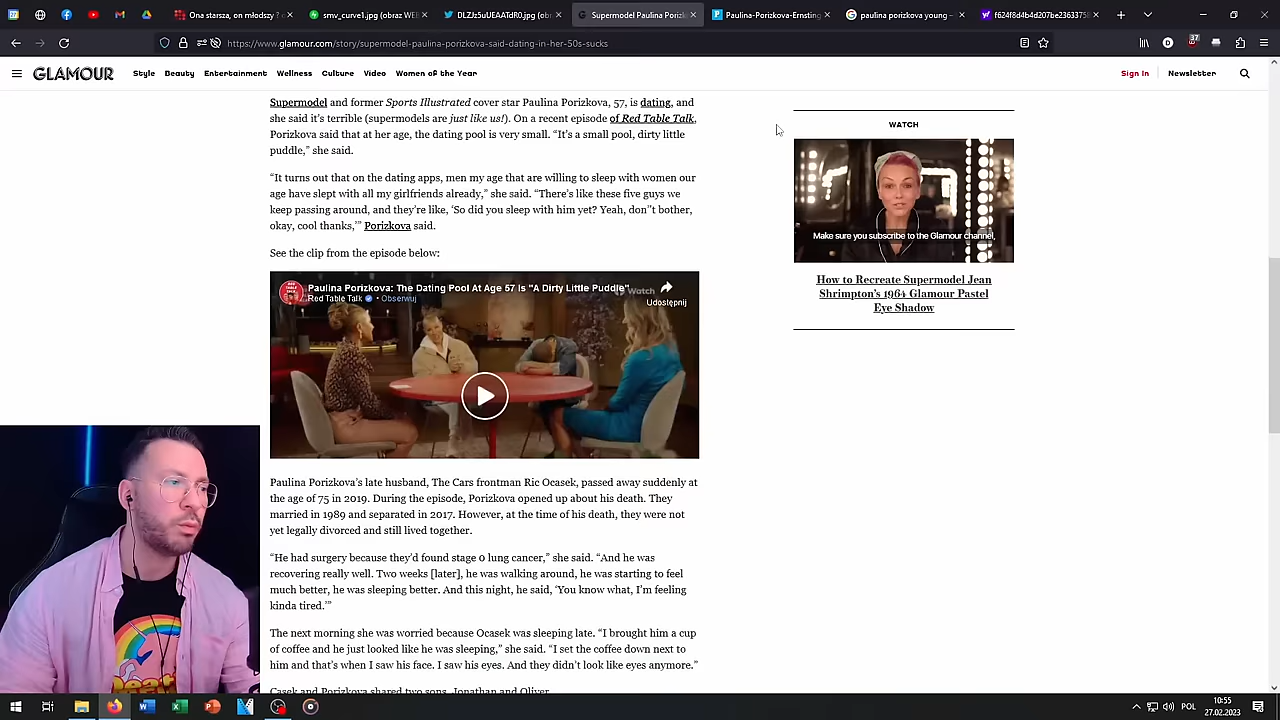 Ona starsza, on młodszy ? e
smv_curve1.jpg (obraz WEB
DLZJz5uUEAATdR0.jpg (obra
Supermodel Paulina Porizk
Paulina-Porizkova-Ernsting
paulina porizkova young –
f624f8d4b4d207be2363375
https://www.glamour.com/story/supermodel-paulina-porizkova-said-dating-in-her-50s-sucks
37
GLAMOUR Style Beauty Entertainment Wellness Culture Video Women of the Year Sign In Newsletter
Supermodel and former Sports Illustrated cover star Paulina Porizkova, 57, is dating, and
she said it's terrible (supermodels are just like us!). On a recent episode of Red Table Talk,
Porizkova said that at her age, the dating pool is very small. “It's a small pool, dirty little
puddle,” she said.
“It turns out that on the dating apps, men my age that are willing to sleep with women our
age have slept with all my girlfriends already,” she said. “There's like these five guys we
keep passing around, and they're like, ‘So did you sleep with him yet? Yeah, don''t bother,
okay, cool thanks,’” Porizkova said.
See the clip from the episode below:
Paulina Porizkova: The Dating Pool At Age 57 Is "A Dirty Little Puddle"
Watch
Red Table Talk • Obserwuj
Udostępnij
Paulina Porizkova's late husband, The Cars frontman Ric Ocasek, passed away suddenly at
the age of 75 in 2019. During the episode, Porizkova opened up about his death. They
married in 1989 and separated in 2017. However, at the time of his death, they were not
yet legally divorced and still lived together.
“He had surgery because they'd found stage 0 lung cancer,” she said. “And he was
recovering really well. Two weeks [later], he was walking around, he was starting to feel
much better, he was sleeping better. And this night, he said, ‘You know what, I'm feeling
kinda tired.’”
The next morning she was worried because Ocasek was sleeping late. “I brought him a cup
of coffee and he just looked like he was sleeping,” she said. “I set the coffee down next to
him and that's when I saw his face. I saw his eyes. And they didn't look like eyes anymore.”
Casek and Porizkova shared two sons, Jonathan and Oliver.
WATCH
Make sure you subscribe to the Glamour channel,
How to Recreate Supermodel Jean
Shrimpton's 1964 Glamour Pastel
Eye Shadow
POL
10:55
27.02.2023